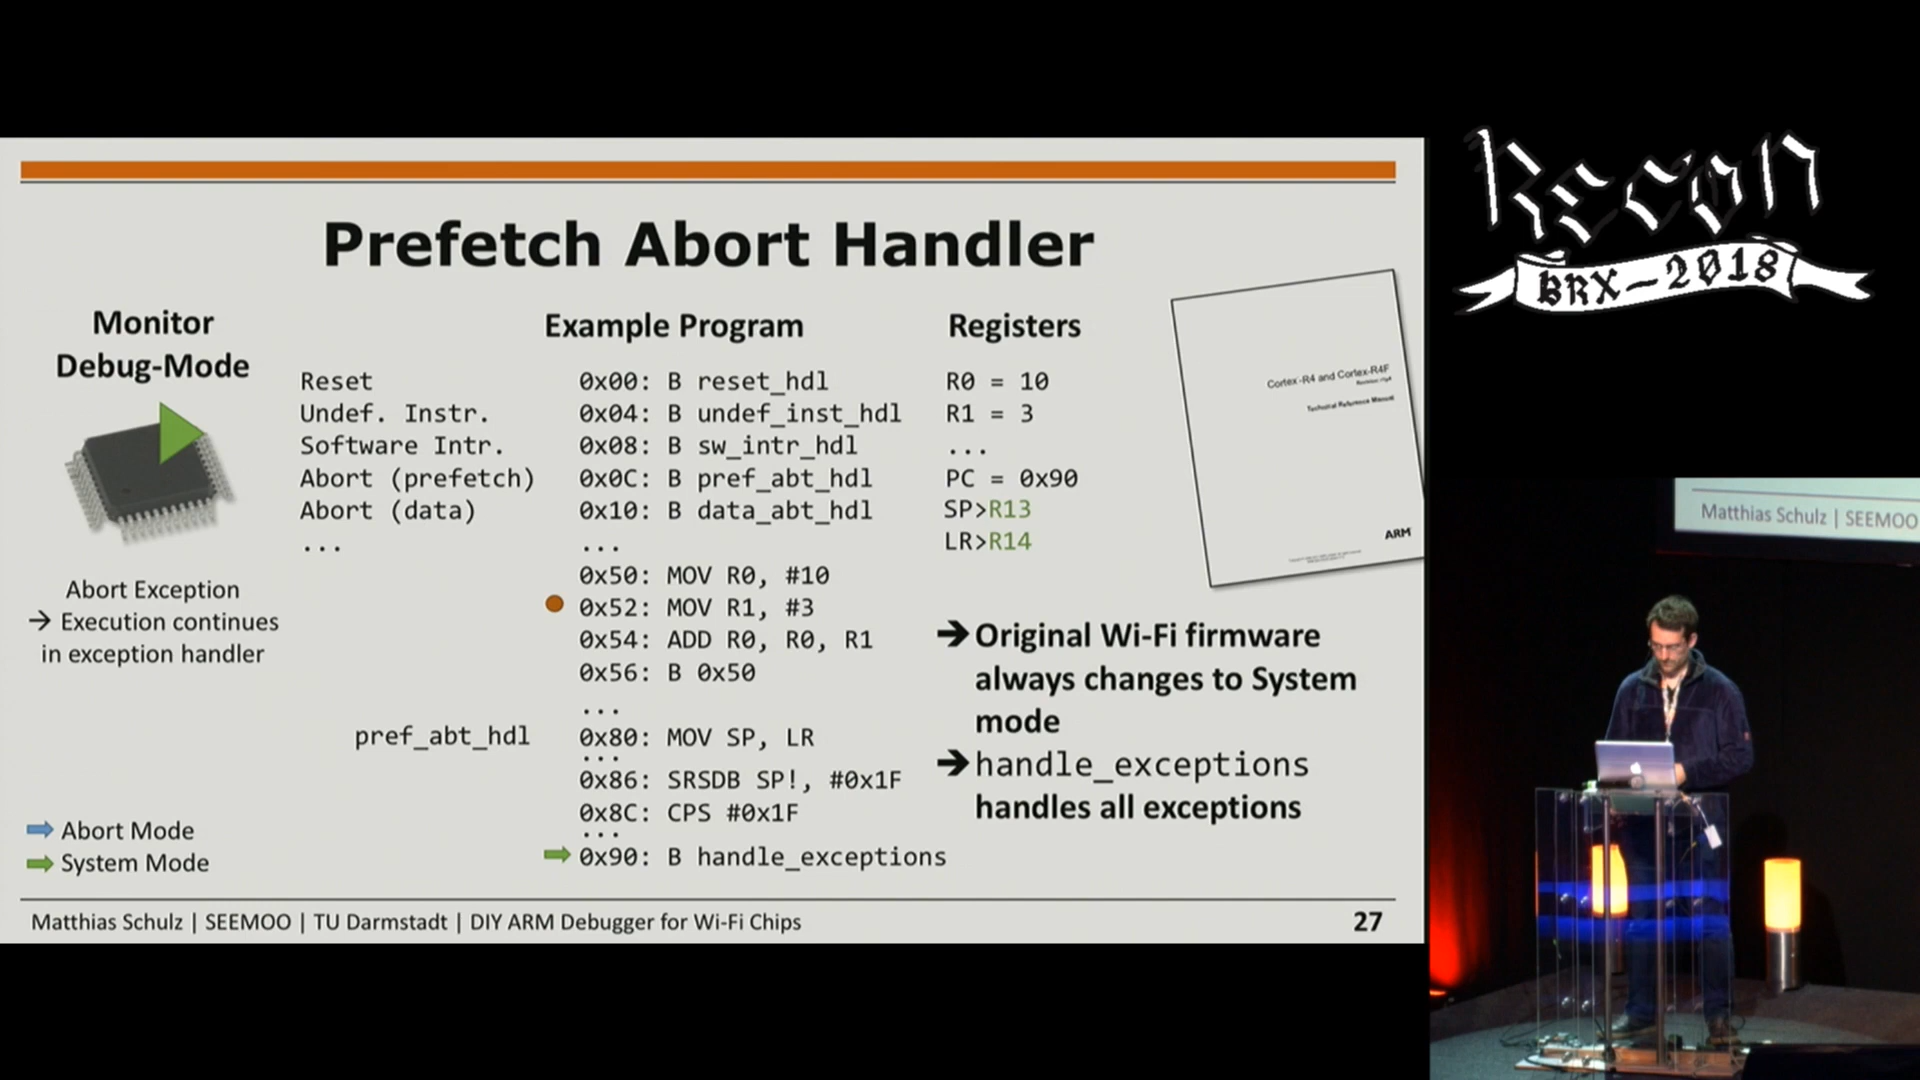 Recon
BRX-2018
Prefetch Abort Handler
Monitor
Debug-Mode
Abort Exception
→ Execution continues
in exception handler
Abort Mode
System Mode
Example Program
Reset 0x00: B reset_hdl
Undef. Instr. 0x04: B undef_inst_hdl
Software Intr. 0x08: B sw_intr_hdl
Abort (prefetch) 0x0C: B pref_abt_hdl
Abort (data) 0x10: B data_abt_hdl
... ...
0x50: MOV R0, #10
0x52: MOV R1, #3
0x54: ADD R0, R0, R1
0x56: B 0x50
...
pref_abt_hdl 0x80: MOV SP, LR
...
0x86: SRSDB SP!, #0x1F
0x8C: CPS #0x1F
...
0x90: B handle_exceptions
Registers
R0 = 10
R1 = 3
...
PC = 0x90
SP>R13
LR>R14
Cortex-R4 and Cortex-R4F
Technical Reference Manual
ARM
→ Original Wi-Fi firmware
always changes to System
mode
→ handle_exceptions
handles all exceptions
Matthias Schulz | SEEMOO | TU Darmstadt | DIY ARM Debugger for Wi-Fi Chips
27
Matthias Schulz | SEEMOO